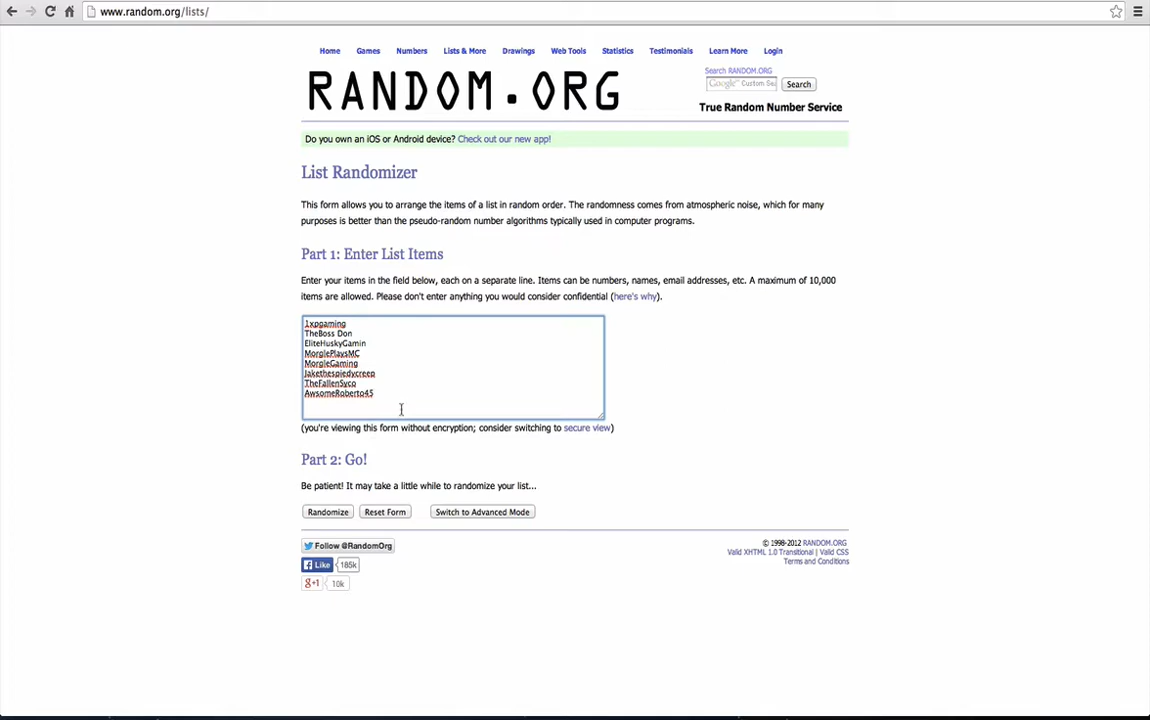 www.random.org/lists/
Home Games Numbers Lists & More Drawings Web Tools Statistics Testimonials Learn More Login
Search RANDOM.ORG
RANDOM.ORG
Google™ Custom Sea Search
True Random Number Service
Do you own an iOS or Android device? Check out our new app!
List Randomizer
This form allows you to arrange the items of a list in random order. The randomness comes from atmospheric noise, which for many
purposes is better than the pseudo-random number algorithms typically used in computer programs.
Part 1: Enter List Items
Enter your items in the field below, each on a separate line. Items can be numbers, names, email addresses, etc. A maximum of 10,000
items are allowed. Please don't enter anything you would consider confidential (here's why).
1xpgaming
TheBoss Don
EliteHuskyGamin
MorglePlaysMC
MorgleGaming
Jakethespiedycreep
TheFallenSyco
AwsomeRoberto45
(you're viewing this form without encryption; consider switching to secure view)
Part 2: Go!
Be patient! It may take a little while to randomize your list...
Randomize Reset Form Switch to Advanced Mode
Follow @RandomOrg
© 1998-2012 RANDOM.ORG
Valid XHTML 1.0 Transitional | Valid CSS
Terms and Conditions
Like 185k
g+1 10k